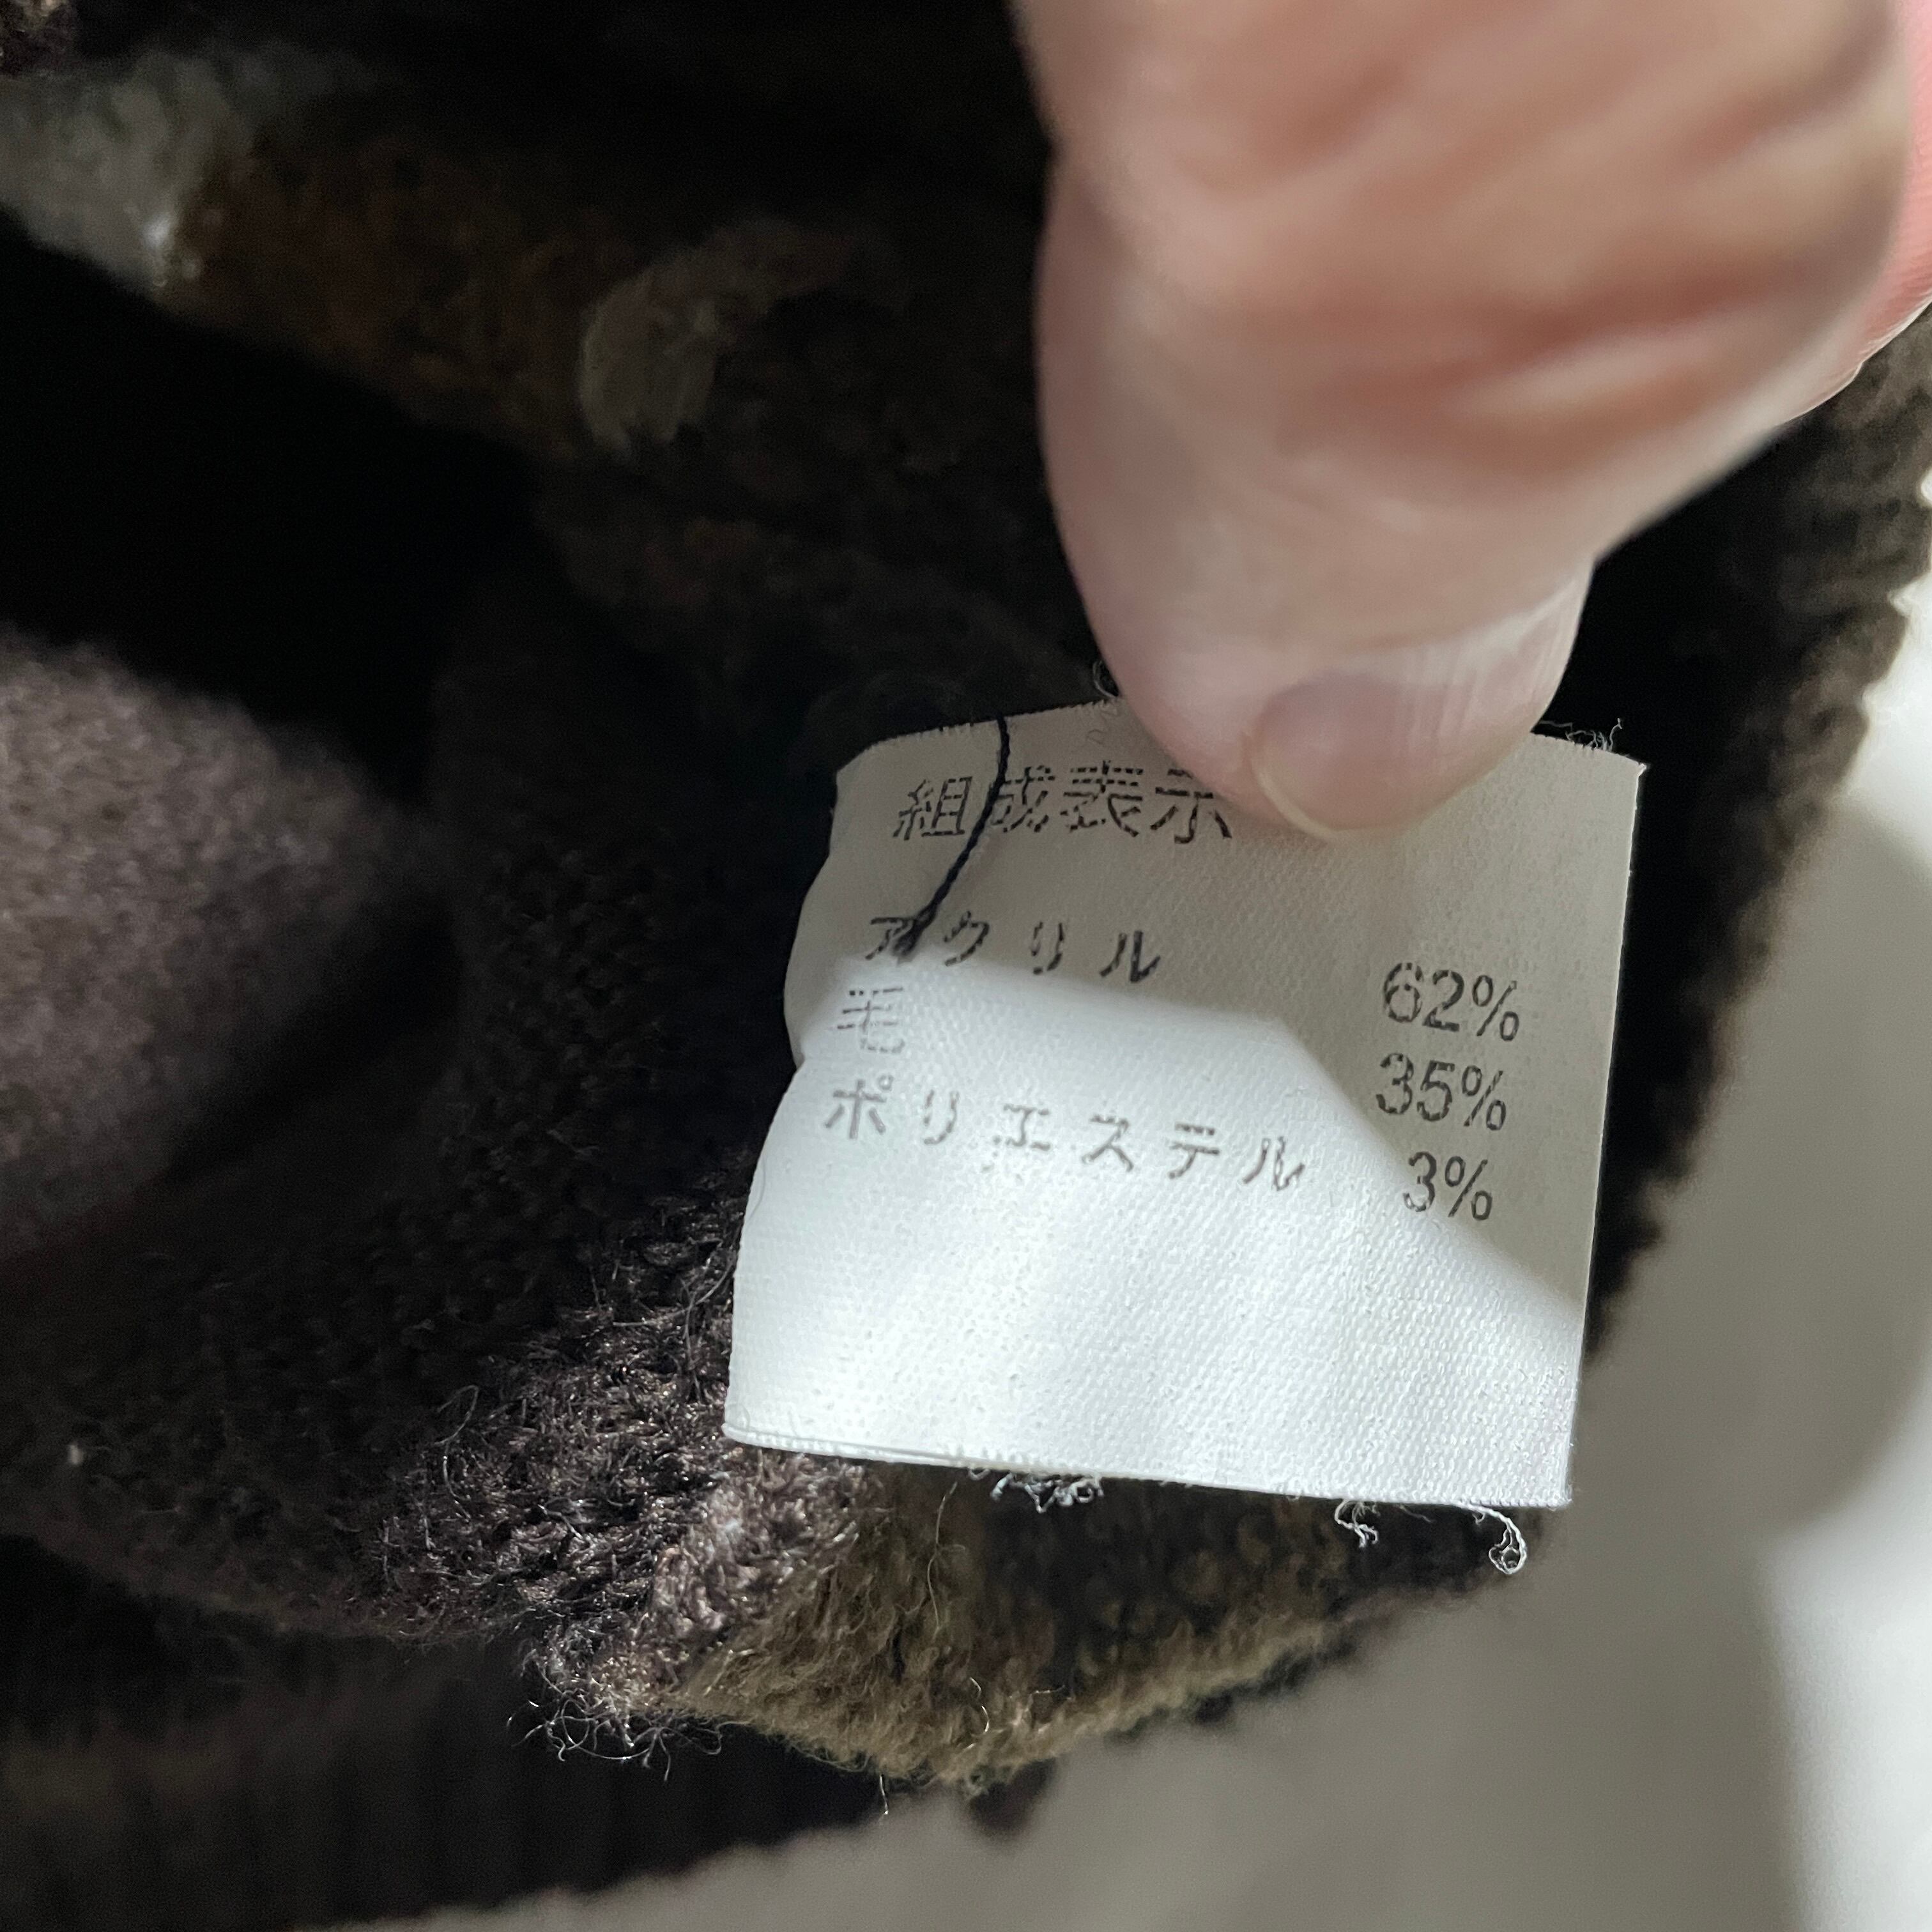 組成表示
アクリル 62%
毛 35%
ポリエステル 3%